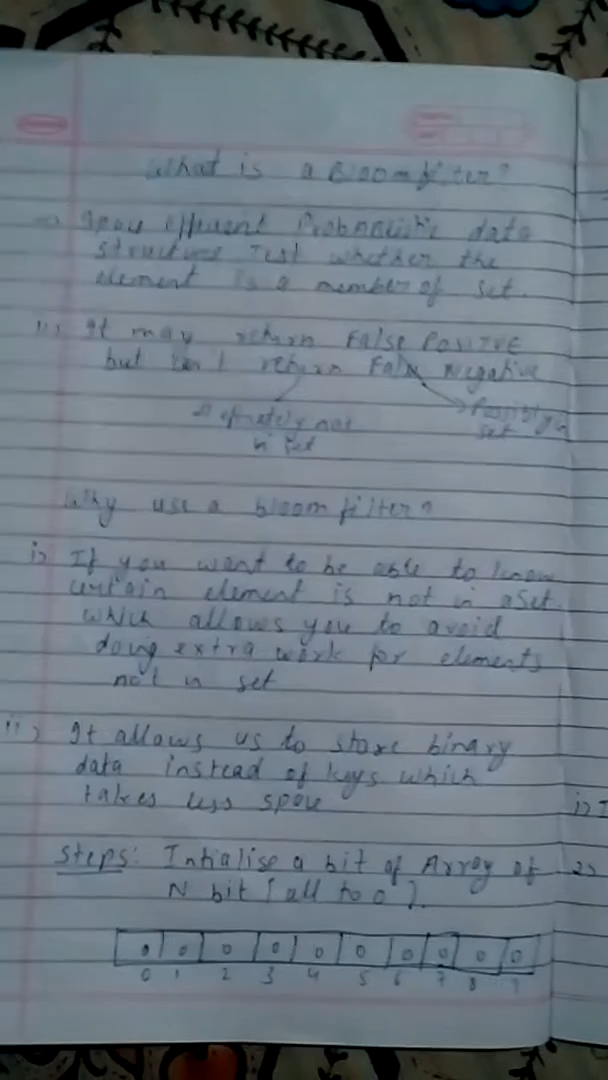 What is a Bloomfilter?
i) Space Efficient Probabilistic data
structure Test whether the
element is a member of set.
ii) It may return False POSITIVE
but can't return False Negative
Definitely not
in set
Possibly in
set
Why use a bloom filter?
i) If you want to be able to know
certain element is not in a set
which allows you to avoid
doing extra work for elements
not in set
ii) It allows us to store binary
data instead of keys which
takes less space
Steps: Intialise a bit of Array of
N bit [all to 0].
0 0 0 0 0 0 0 0 0 0
0 1 2 3 4 5 6 7 8 9
i) I
2)